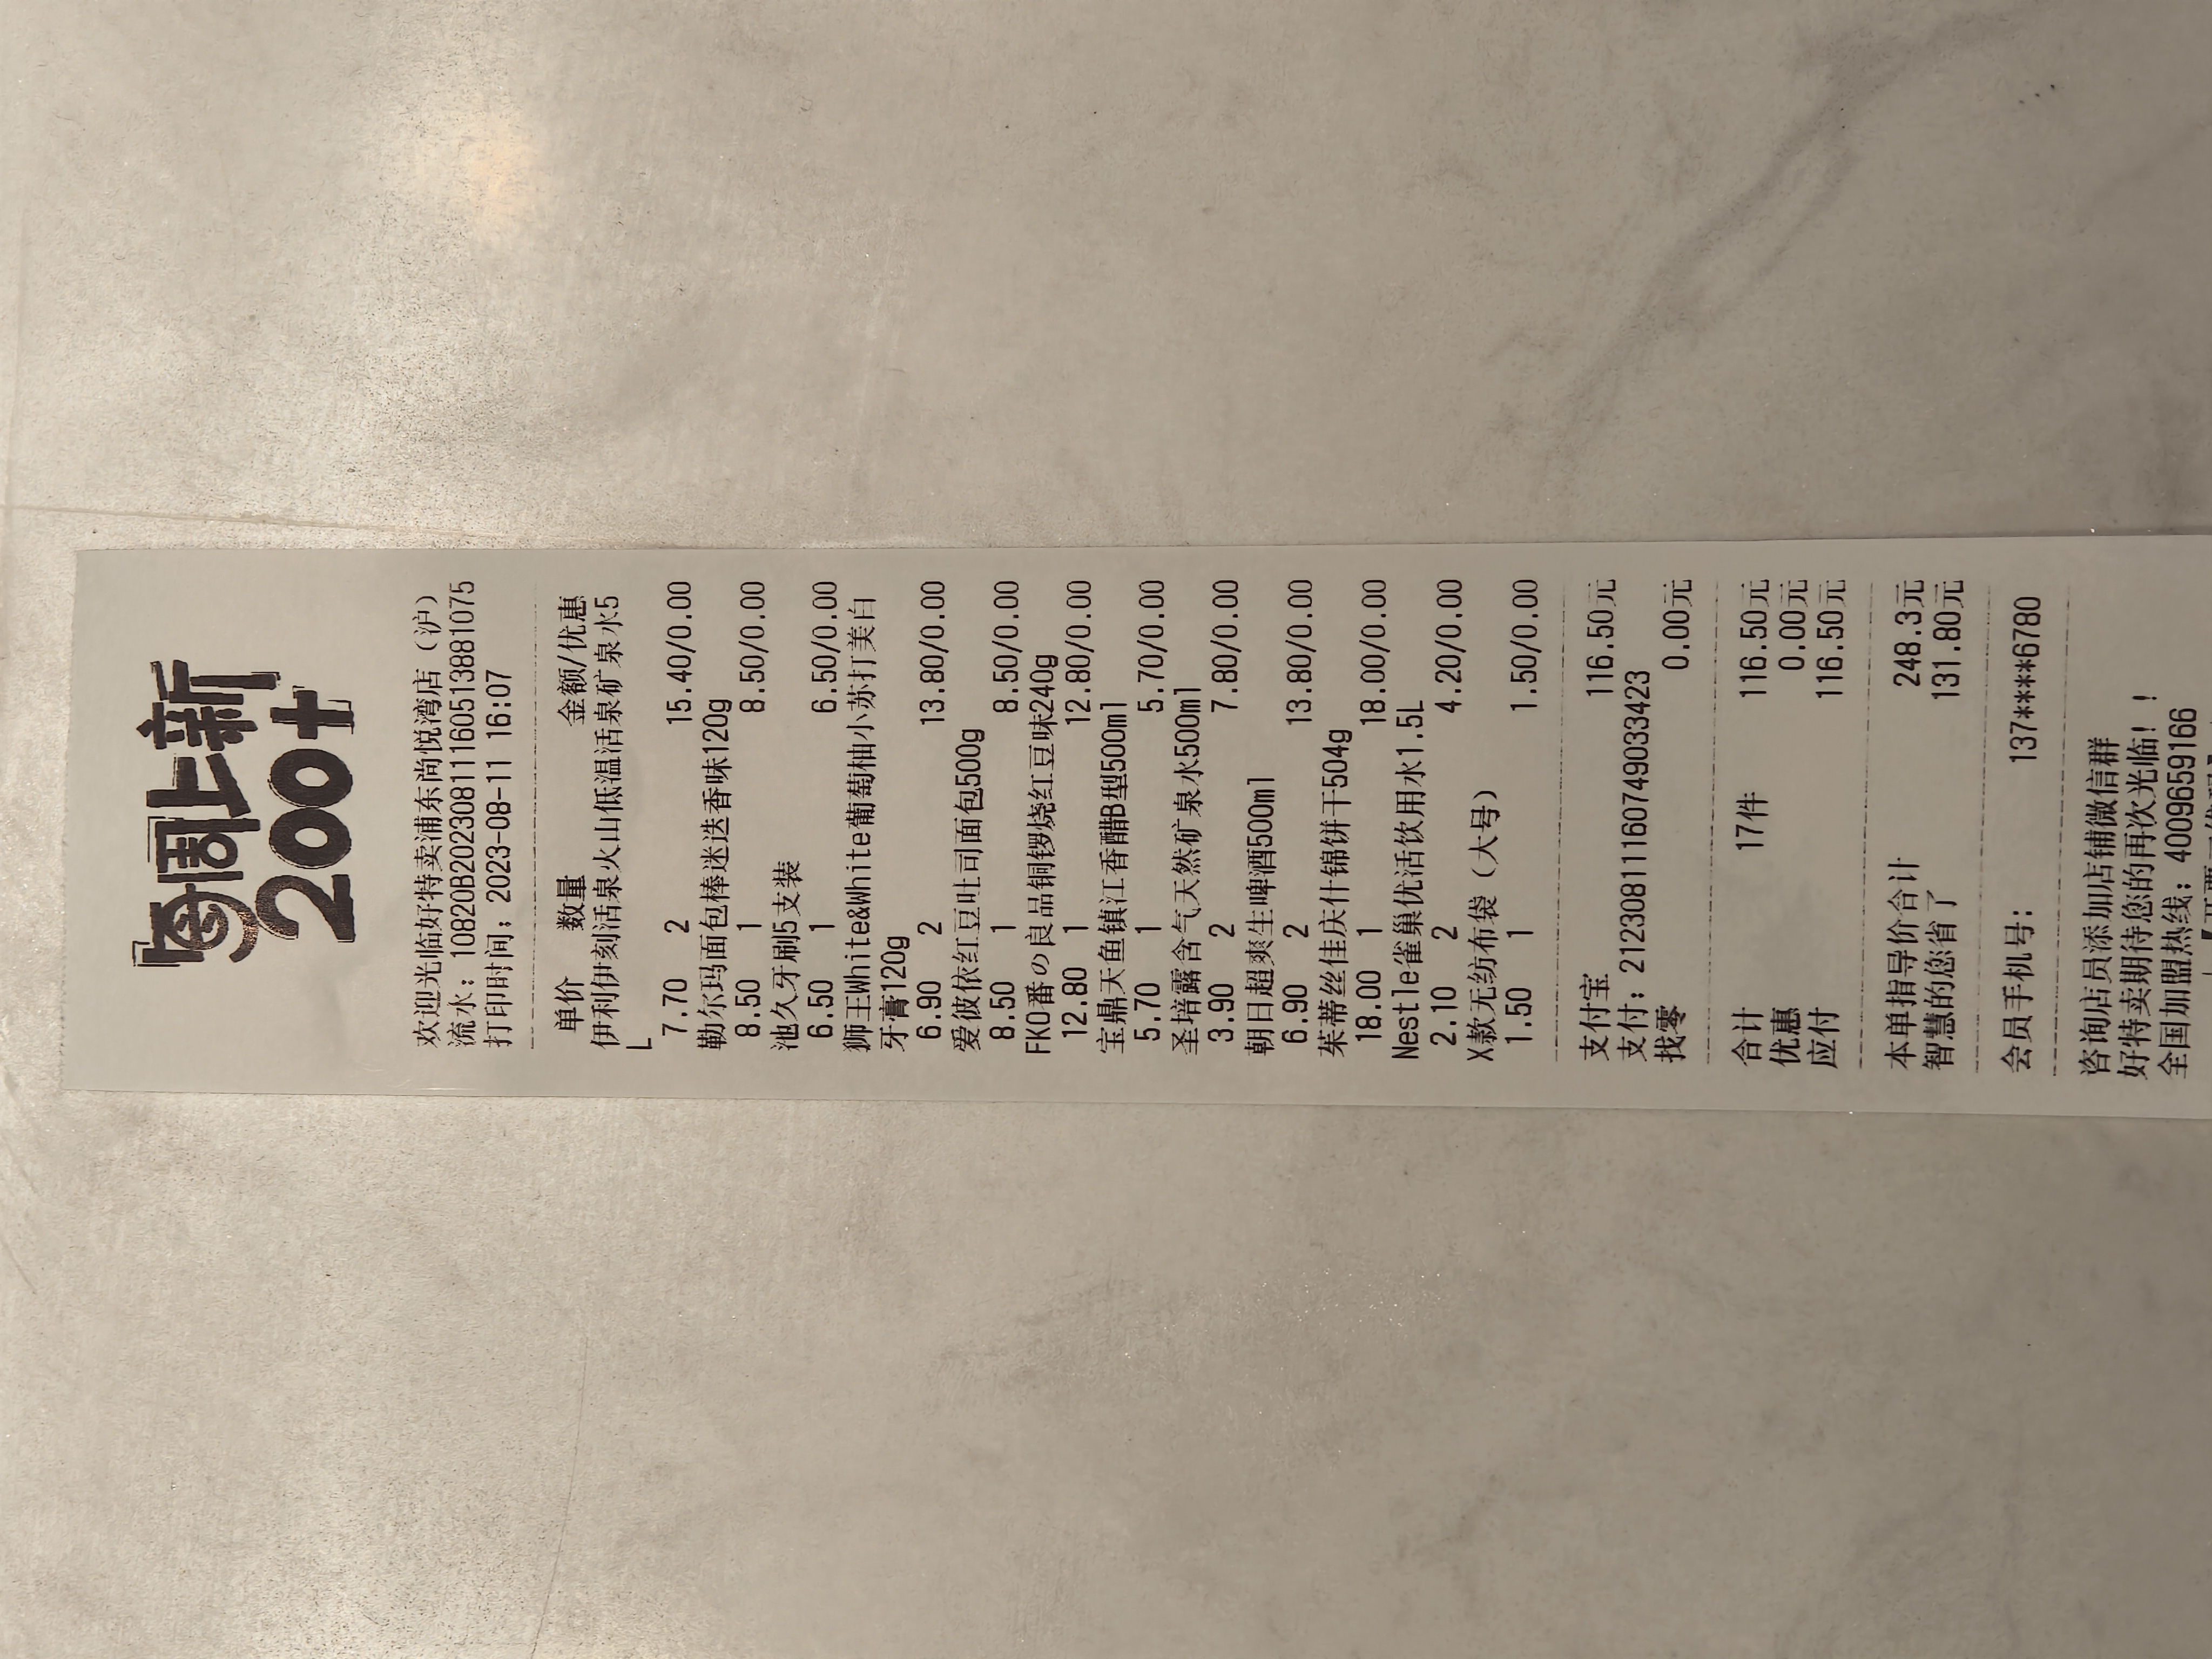 每周上新
200+
欢迎光临好特卖浦东尚悦湾店（沪）
流水：10820B20230811160513881075
打印时间；2023-08-11 16:07
单价 数量 金额/优惠
伊利伊刻活泉火山低温活泉矿泉水5
L
7.70 2 15.40/0.00
勒尔玛面包棒迷迭香味120g
8.50 1 8.50/0.00
池久牙刷5支装
6.50 1 6.50/0.00
狮王White&White葡萄柚小苏打美白
牙膏120g
6.90 2 13.80/0.00
爱彼依红豆吐司面包500g
8.50 1 8.50/0.00
FKO番の良品铜锣烧红豆味240g
12.80 1 12.80/0.00
宝鼎天鱼镇江香醋B型500ml
5.70 1 5.70/0.00
圣培露含气天然矿泉水500ml
3.90 2 7.80/0.00
朝日超爽生啤酒500ml
6.90 2 13.80/0.00
茱蒂丝佳庆什锦饼干504g
18.00 1 18.00/0.00
Nestle雀巢优活饮用水1.5L
2.10 2 4.20/0.00
X款无纺布袋（大号）
1.50 1 1.50/0.00
支付宝 116.50元
支付：2123081116074903334​23
找零 0.00元
合计 17件 116.50元
优惠 0.00元
应付 116.50元
本单指导价合计 248.3元
智慧的您省了 131.80元
会员手机号： 137****6780
咨询店员添加店铺微信群
好特卖期待您的再次光临！！
全国加盟热线：4009659166